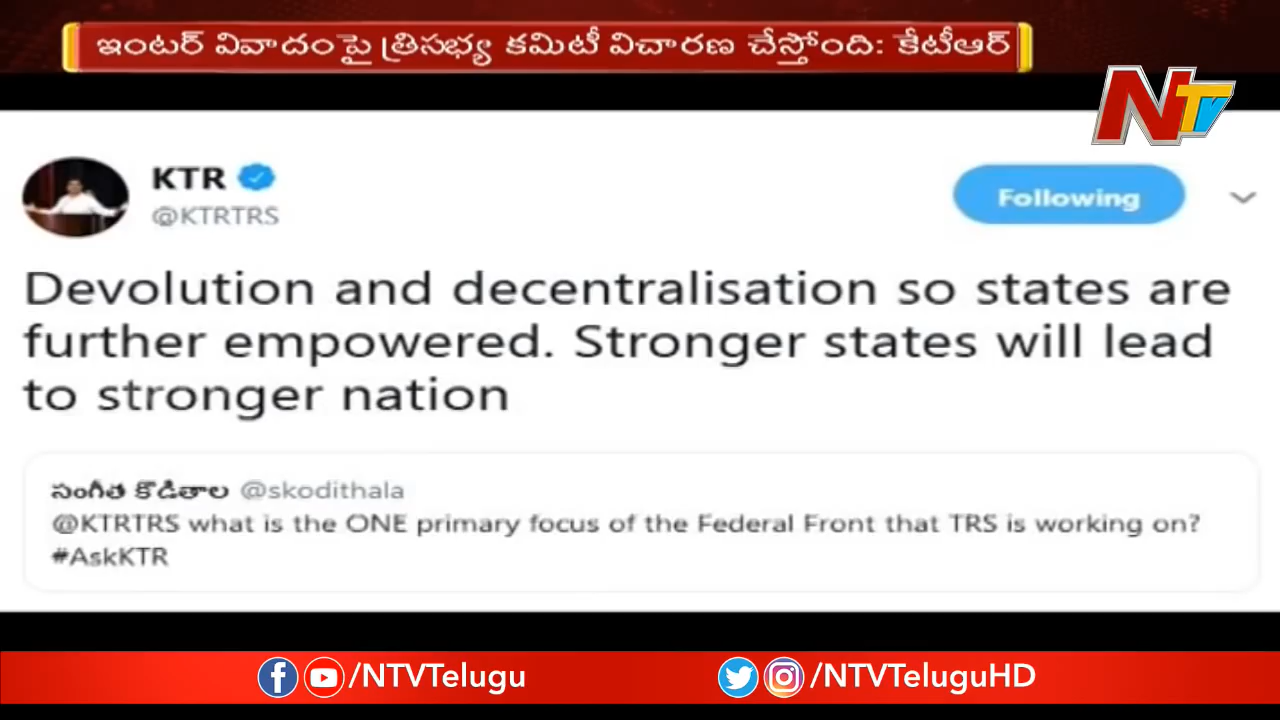 ఇంటర్ వివాదంపై త్రిసభ్య కమిటీ విచారణ చేస్తోంది: కేటీఆర్
NTV
KTR
@KTRTRS
Following
Devolution and decentralisation so states are
further empowered. Stronger states will lead
to stronger nation
సంగీత కొడితాల @skodithala
@KTRTRS what is the ONE primary focus of the Federal Front that TRS is working on?
#AskKTR
/NTVTelugu
/NTVTeluguHD